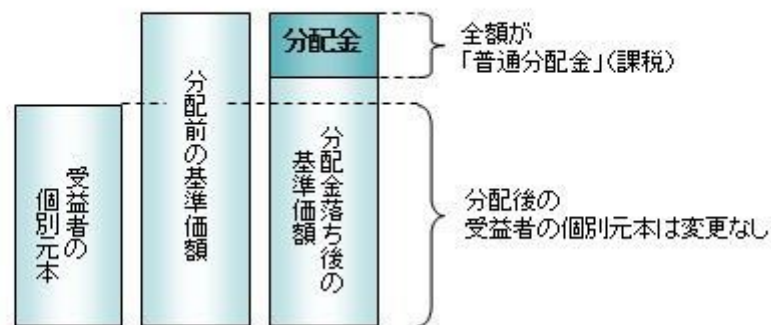 受益者の
個別元本
分配前の基準価額
分配金
分配金落ち後の
基準価額
全額が
「普通分配金」(課税)
分配後の
受益者の個別元本は変更なし